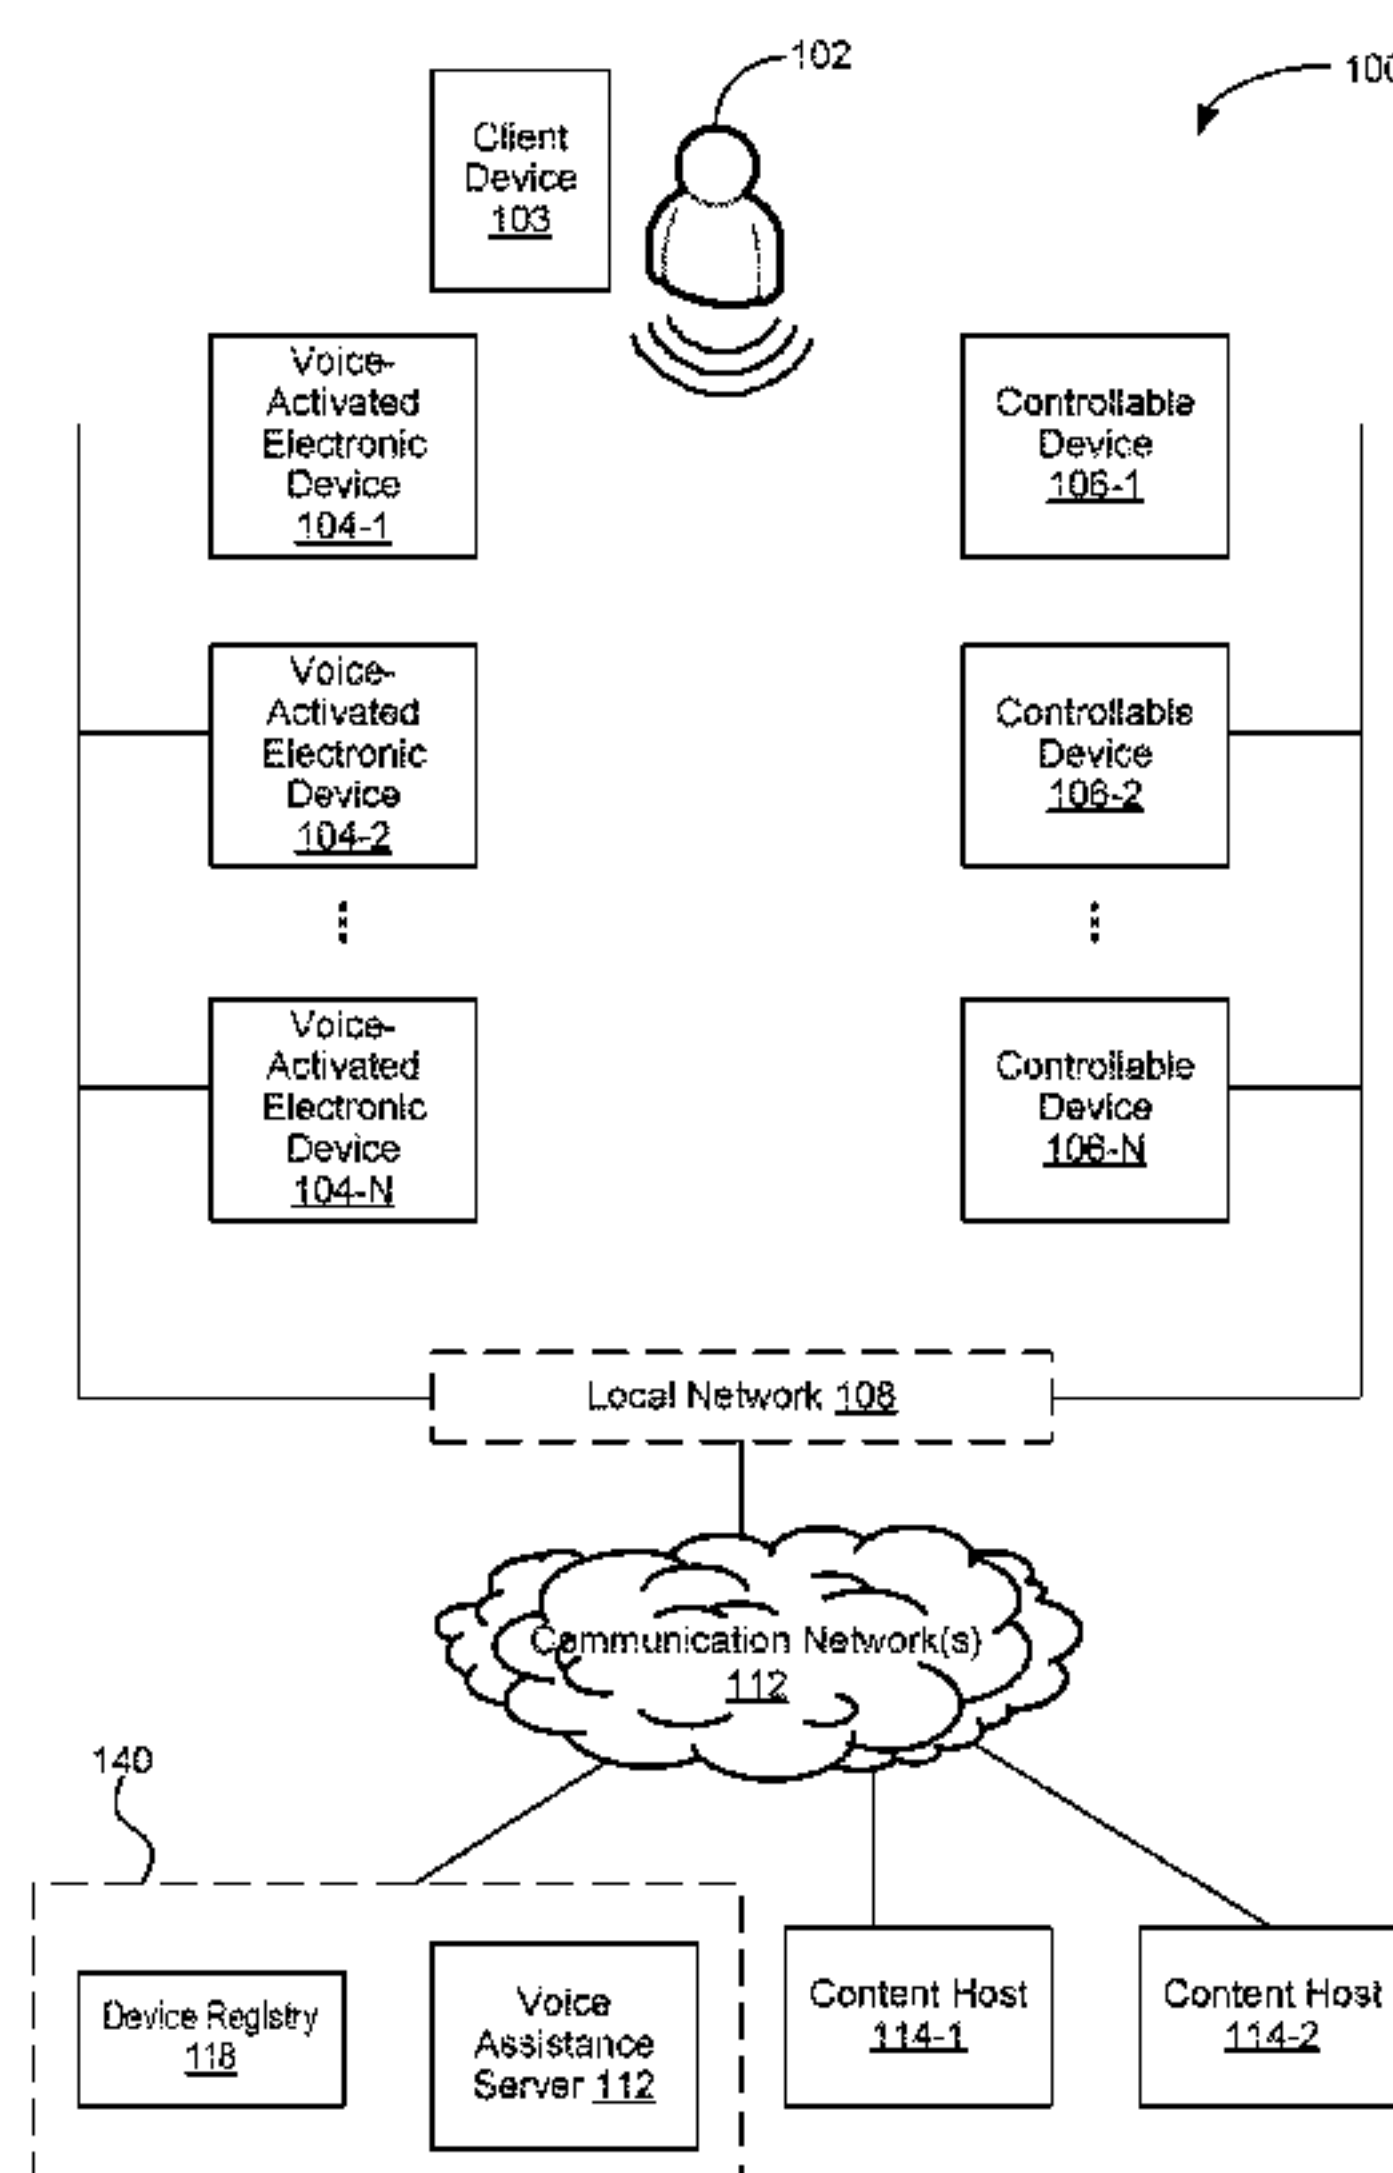 102
100
Client
Device
103
Voice-
Activated
Electronic
Device
104-1
Controllable
Device
106-1
Voice-
Activated
Electronic
Device
104-2
Controllable
Device
106-2
Voice-
Activated
Electronic
Device
104-N
Controllable
Device
106-N
Local Network 108
Communication Network(s)
112
140
Device Registry
118
Voice
Assistance
Server 112
Content Host
114-1
Content Host
114-2